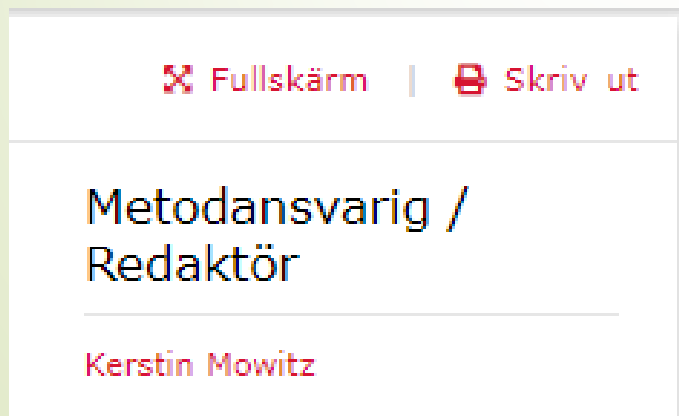 Fullskärm | Skriv ut
Metodansvarig /
Redaktör
Kerstin Mowitz